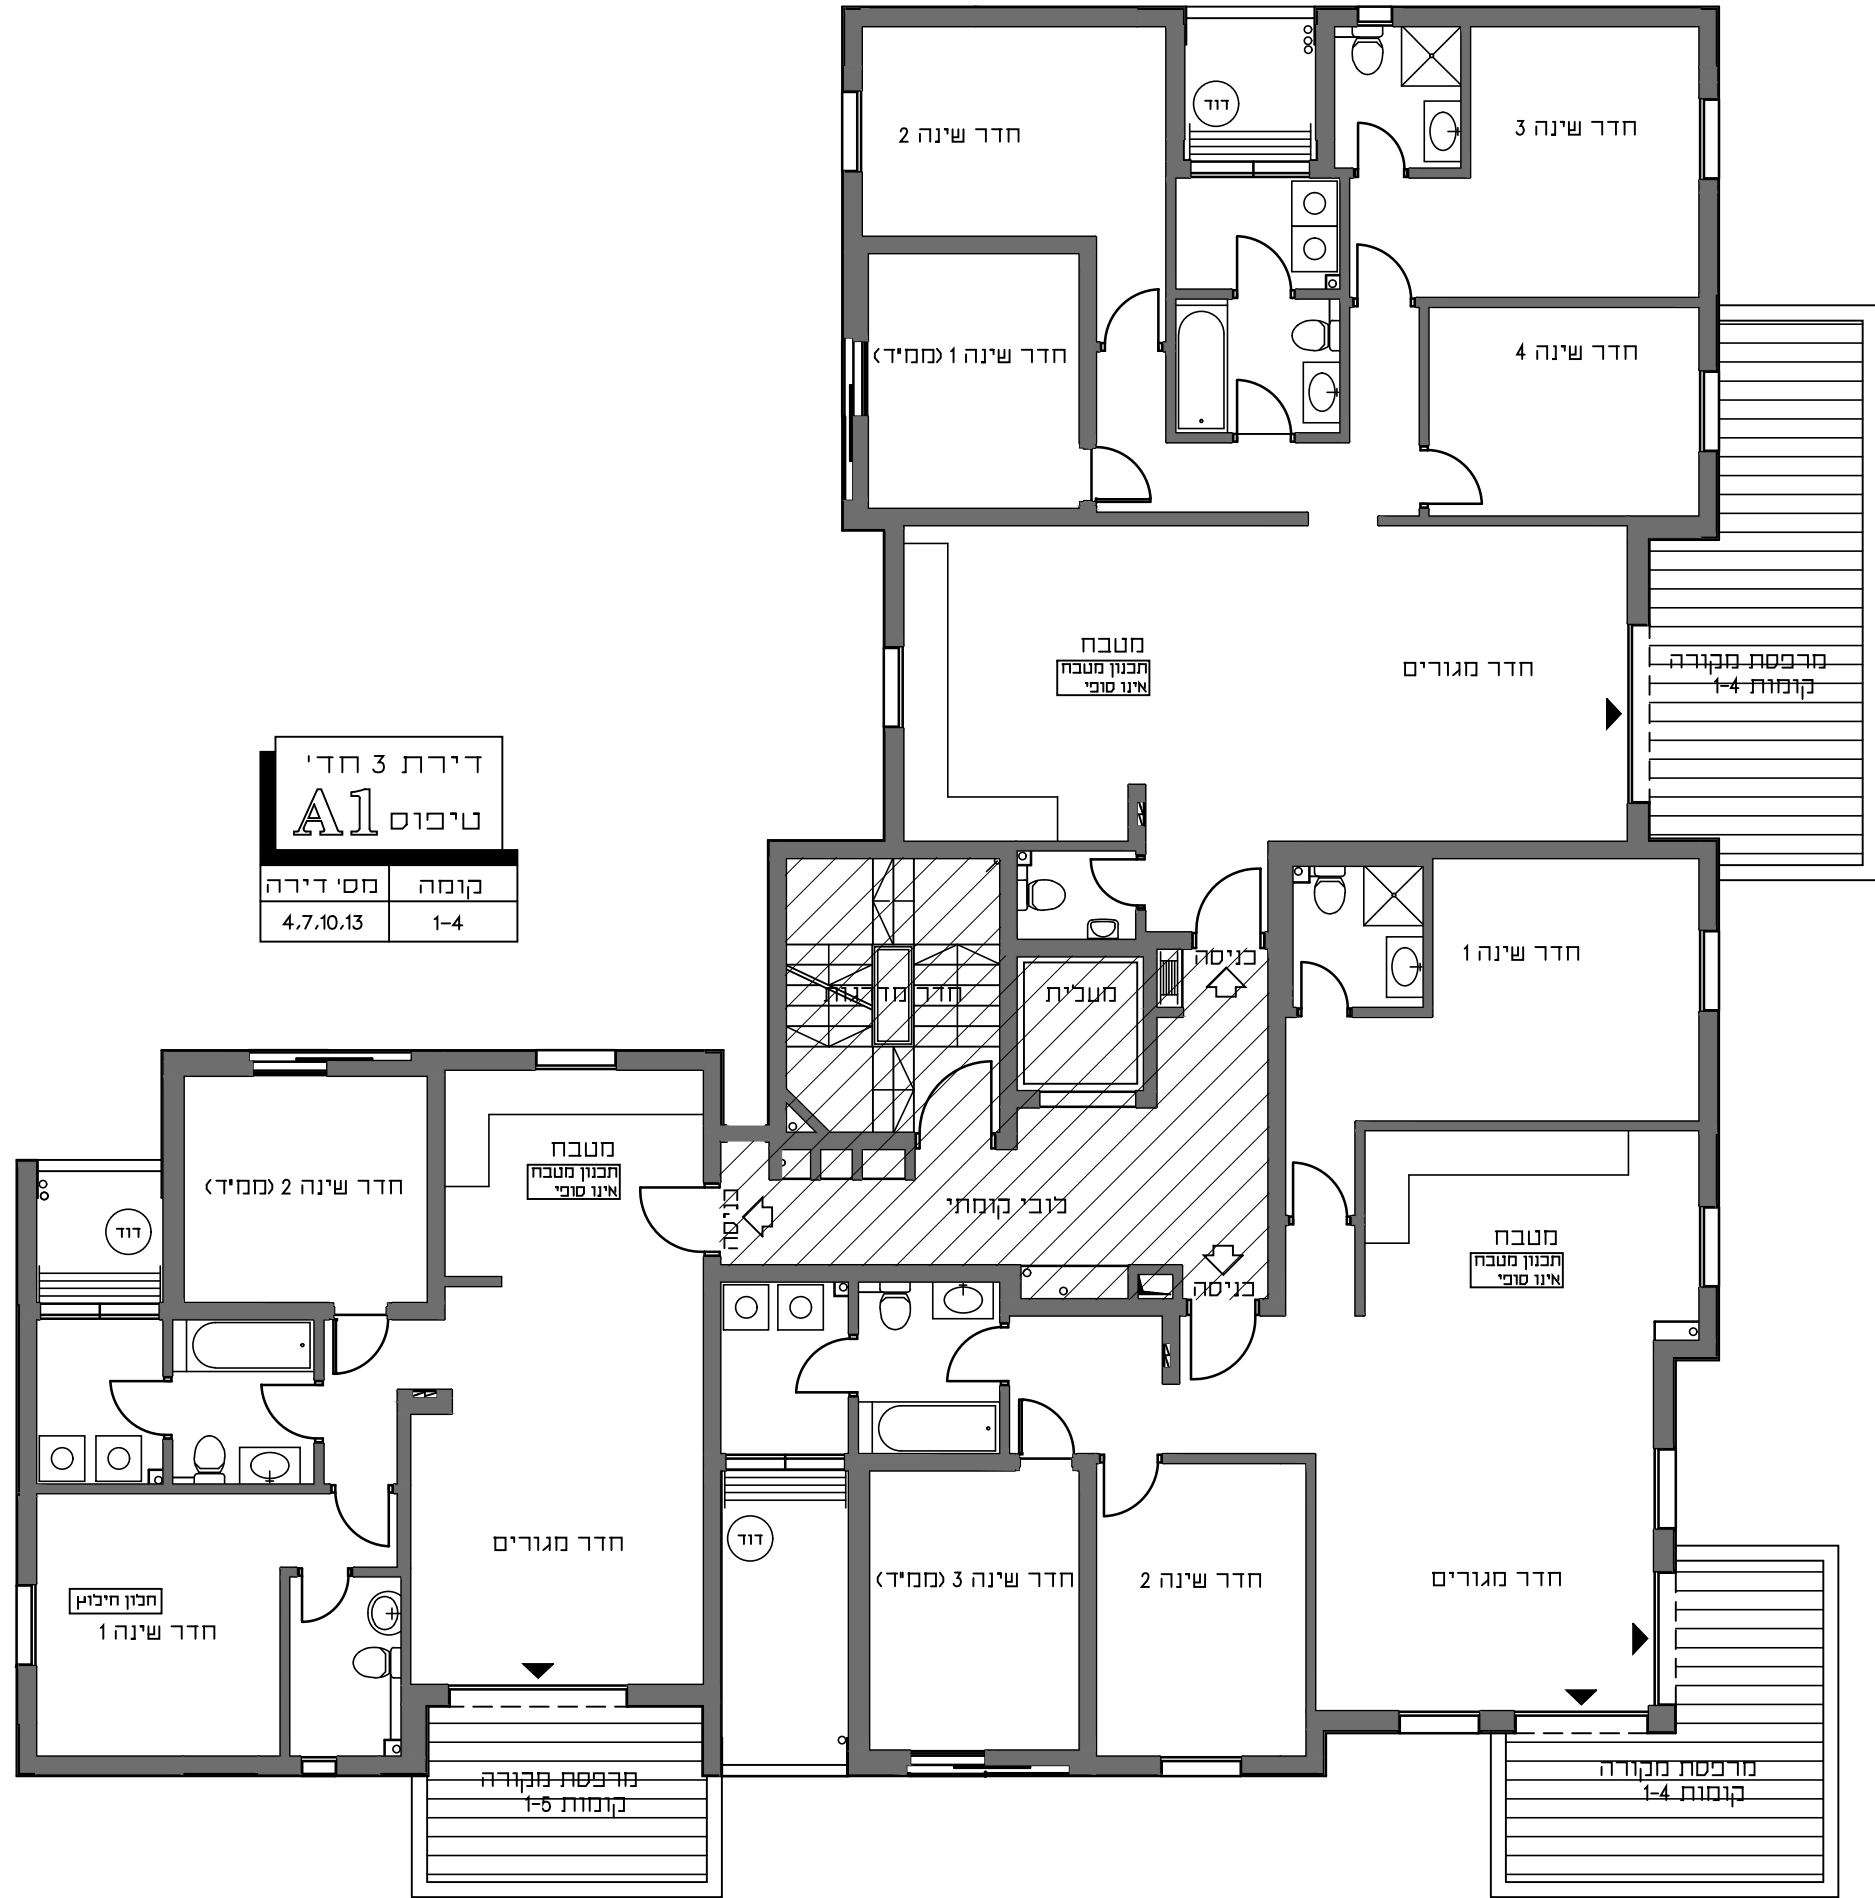 דוד
חדר שינה 2
חדר שינה 3
חדר שינה 1 (ממ"ד)
חדר שינה 4
מטבח
תכנון מטבח
אינו סופי
חדר מגורים
מרפסת מקורה
קומות 1-4
דירת 3 חד'
טיפוס A1
קומה
מס' דירה
1-4
4,7,10,13
כניסה
חדר מדרגות
מעלית
חדר שינה 1
מטבח
תכנון מטבח
אינו סופי
חדר שינה 2 (ממ"ד)
כניסה
לובי קומתי
דוד
מטבח
תכנון מטבח
אינו סופי
כניסה
חדר מגורים
דוד
חדר שינה 3 (ממ"ד)
חדר שינה 2
חדר מגורים
חלון חילוץ
חדר שינה 1
מרפסת מקורה
קומות 1-5
מרפסת מקורה
קומות 1-4